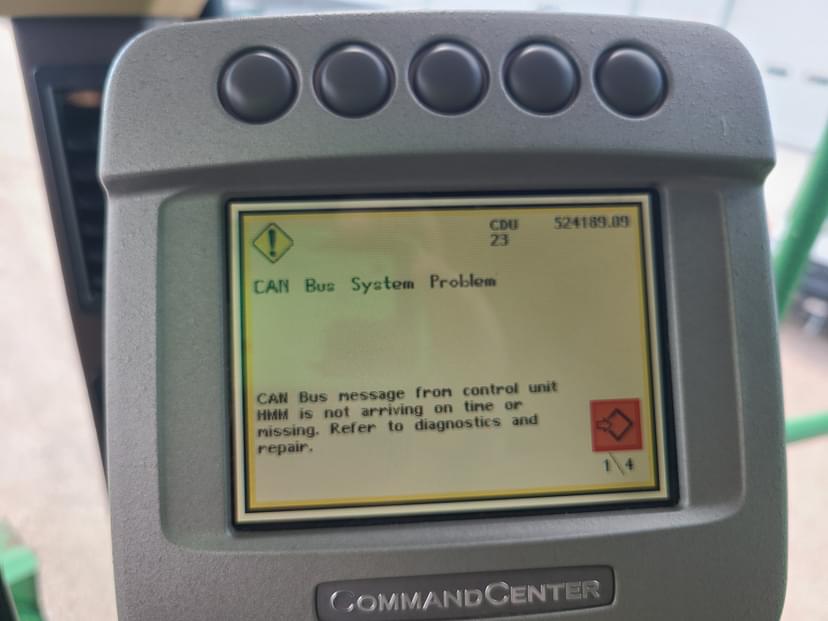 CDU 524189.09
23
CAN Bus System Problem
CAN Bus message from control unit
HMM is not arriving on time or
missing. Refer to diagnostics and
repair.
1\4
COMMANDCENTER